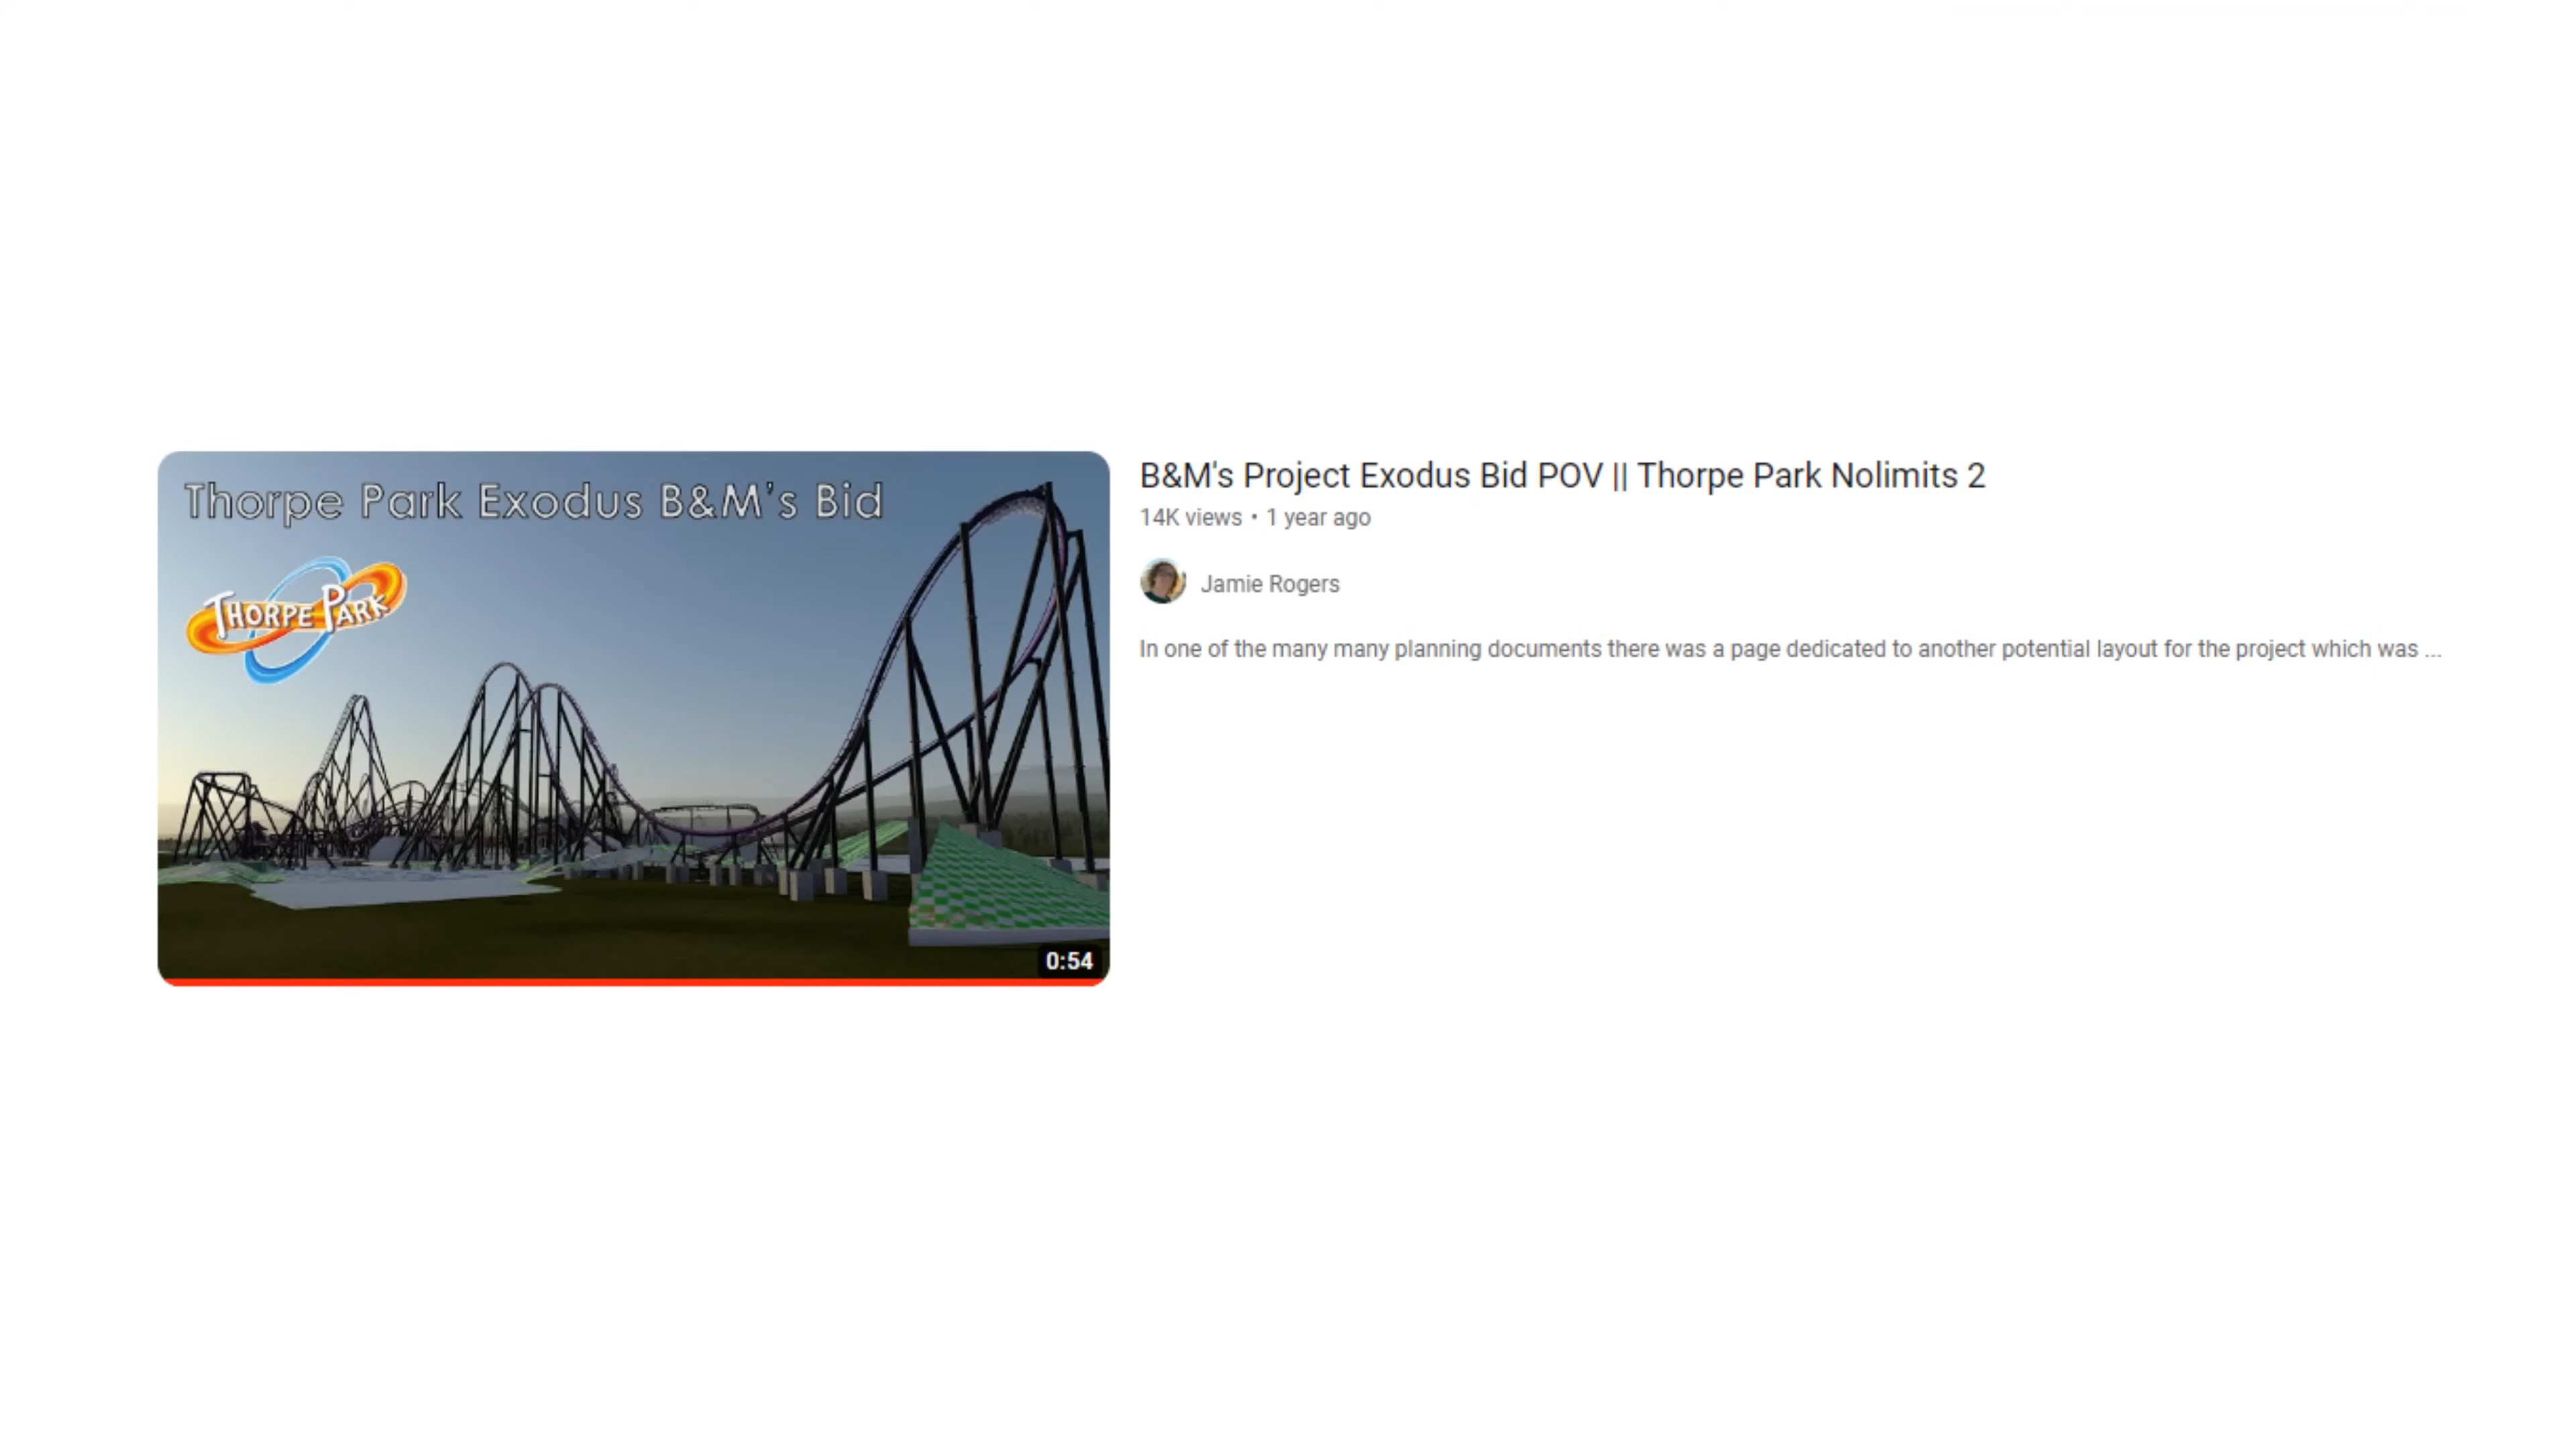 Thorpe Park Exodus B&M's Bid
THORPE PARK
0:54
B&M's Project Exodus Bid POV || Thorpe Park Nolimits 2
14K views • 1 year ago
Jamie Rogers
In one of the many many planning documents there was a page dedicated to another potential layout for the project which was ...